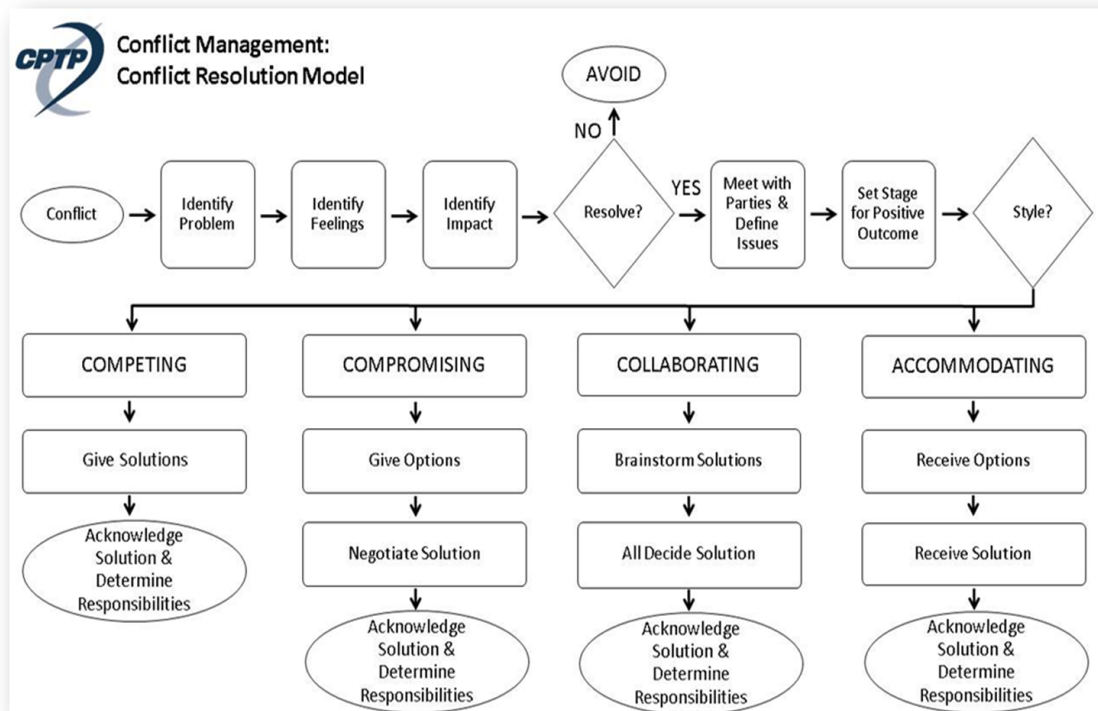 CPTP
Conflict Management:
Conflict Resolution Model
AVOID
NO
Conflict
Identify
Problem
Identify
Feelings
Identify
Impact
Resolve?
YES
Meet with
Parties &
Define
Issues
Set Stage
for Positive
Outcome
Style?
COMPETING
COMPROMISING
COLLABORATING
ACCOMMODATING
Give Solutions
Give Options
Brainstorm Solutions
Receive Options
Acknowledge
Solution &
Determine
Responsibilities
Negotiate Solution
All Decide Solution
Receive Solution
Acknowledge
Solution &
Determine
Responsibilities
Acknowledge
Solution &
Determine
Responsibilities
Acknowledge
Solution &
Determine
Responsibilities